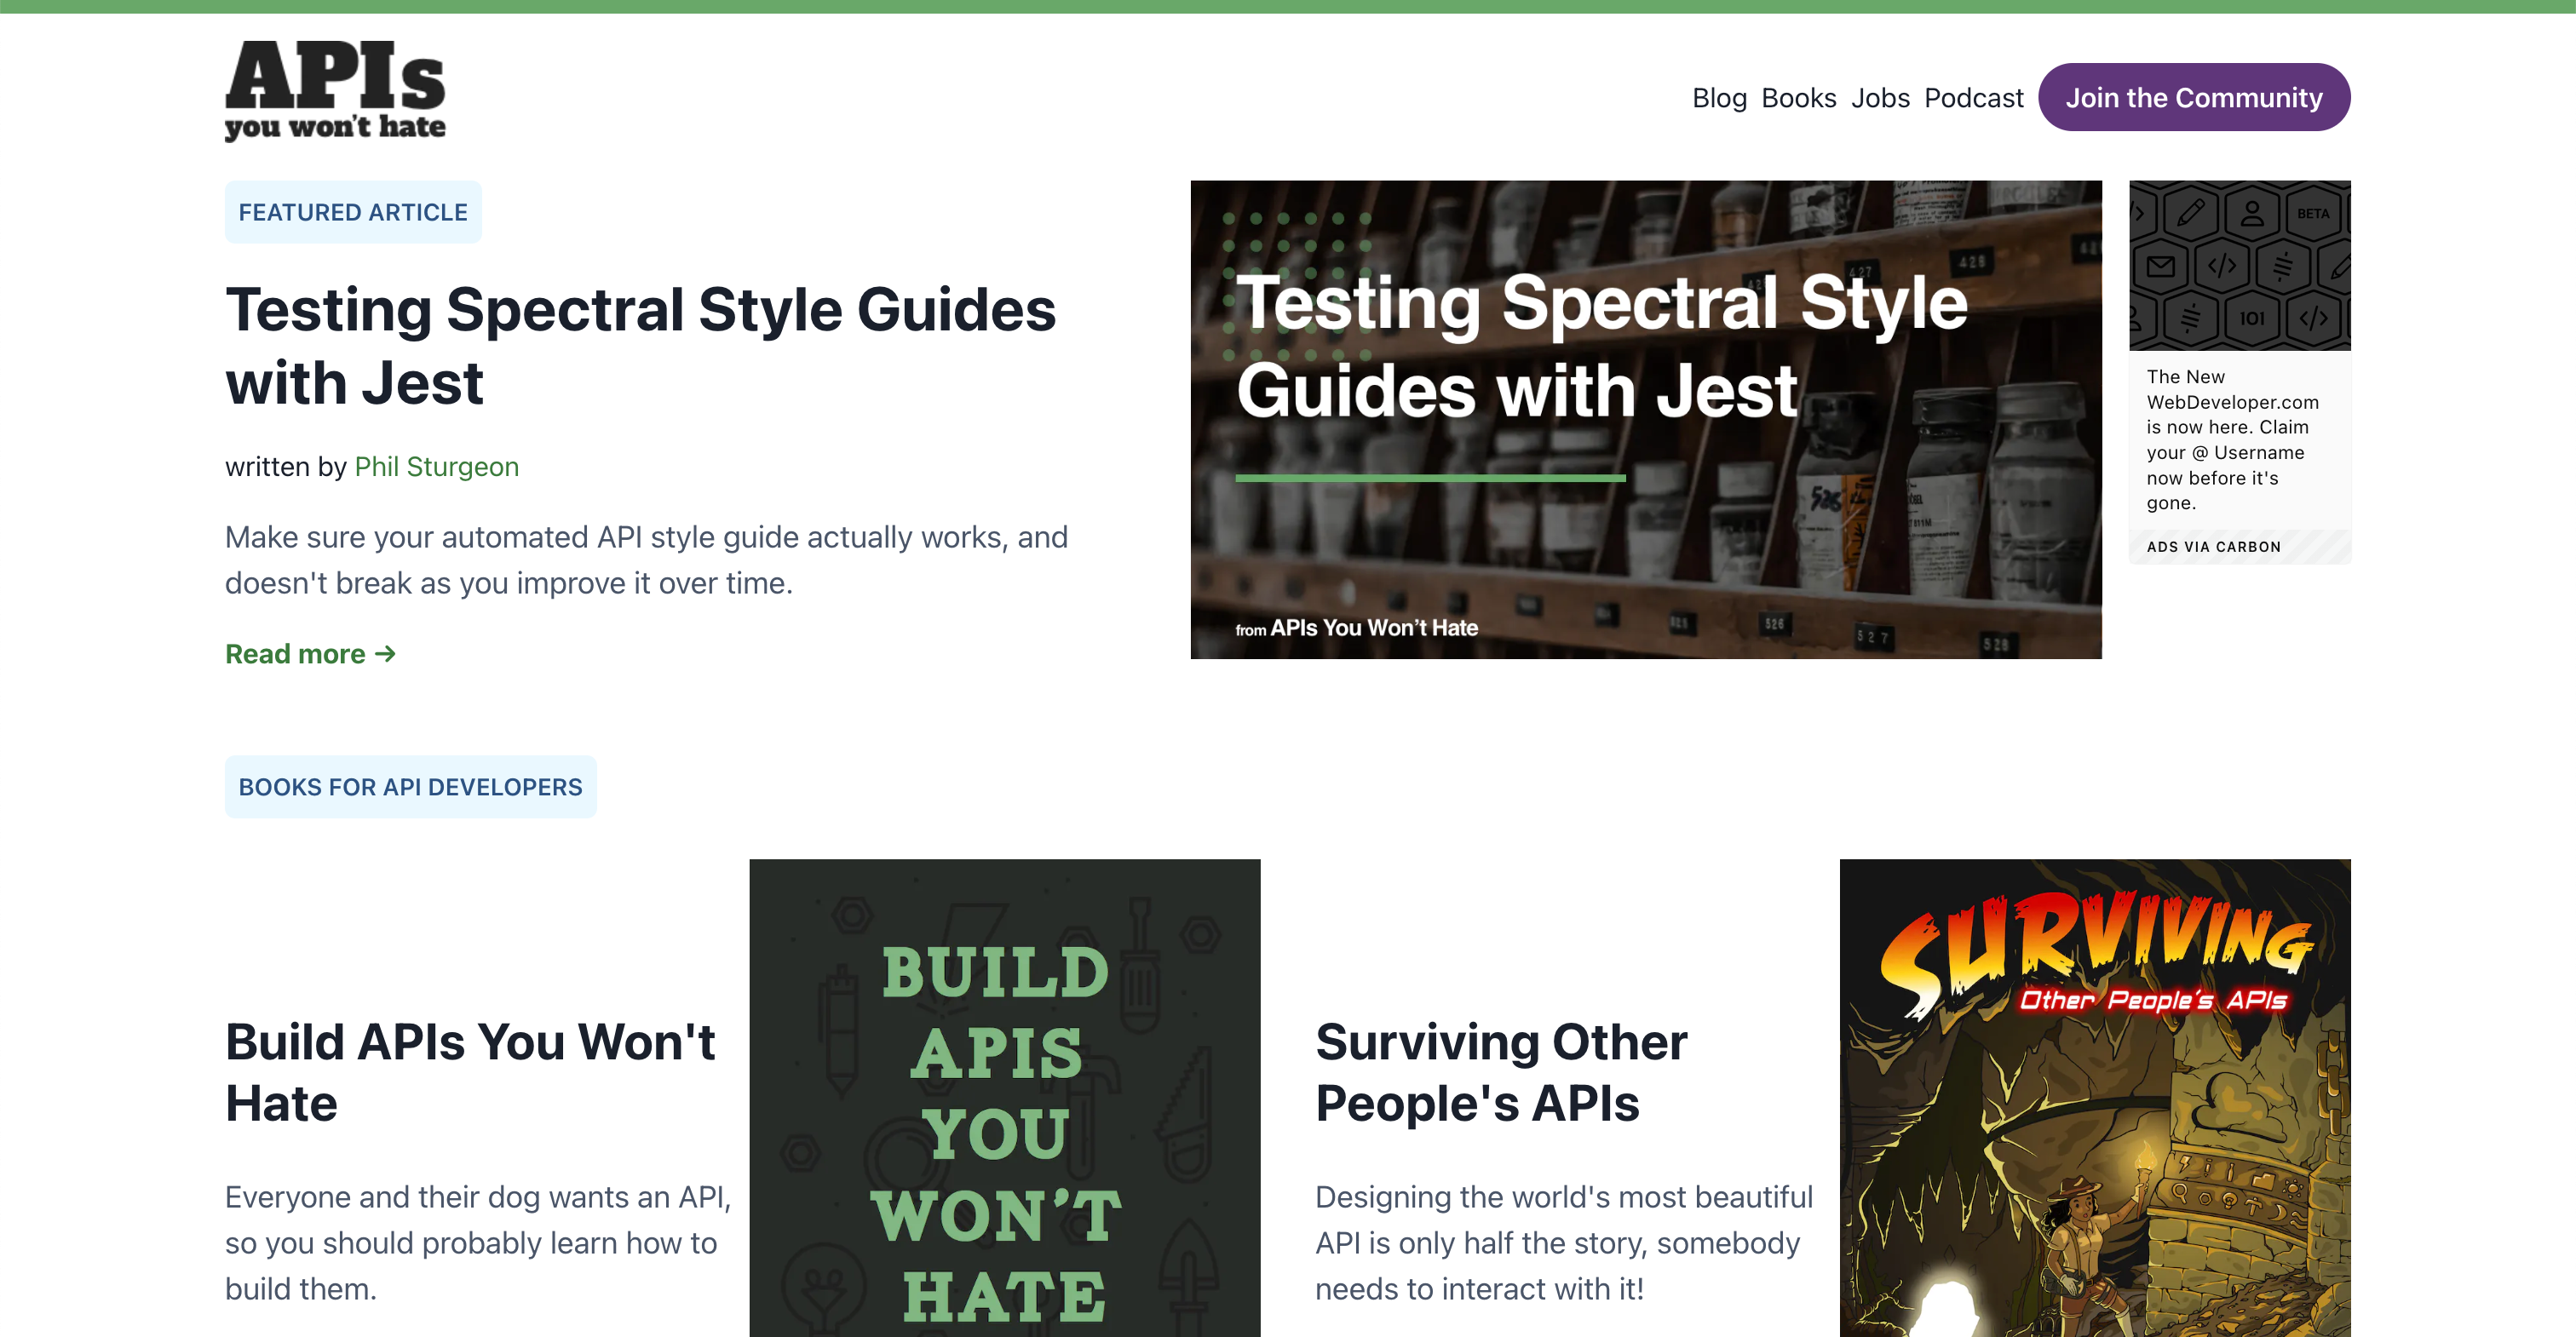 APIs
you won't hate
Blog Books Jobs Podcast Join the Community
FEATURED ARTICLE
Testing Spectral Style Guides
with Jest
written by Phil Sturgeon
Make sure your automated API style guide actually works, and
doesn't break as you improve it over time.
Read more →
Testing Spectral Style
Guides with Jest
from APIs You Won’t Hate
427
428
526
526
527
528
BETA
101
The New
WebDeveloper.com
is now here. Claim
your @ Username
now before it's
gone.
ADS VIA CARBON
BOOKS FOR API DEVELOPERS
Build APIs You Won't
Hate
Everyone and their dog wants an API,
so you should probably learn how to
build them.
BUILD
APIS
YOU
WON’T
HATE
Surviving Other
People's APIs
Designing the world's most beautiful
API is only half the story, somebody
needs to interact with it!
SURVIVING
Other People's APIs